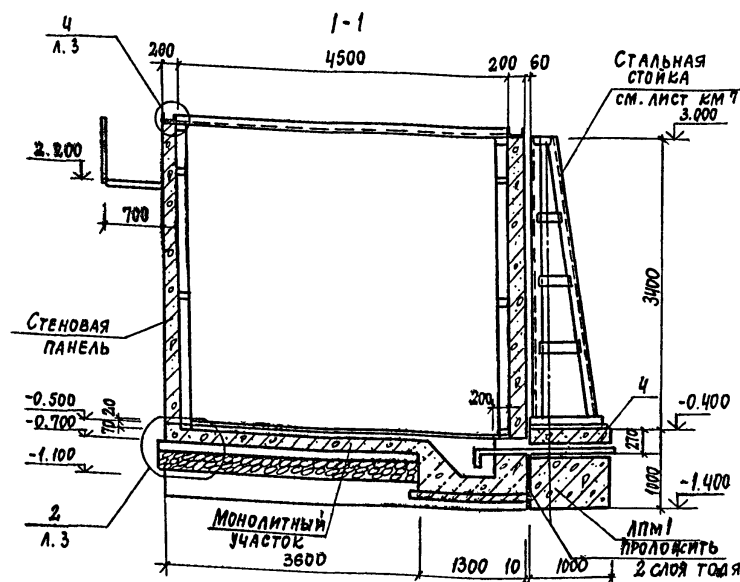 1-1
4
Л. 3
200
4500
200
60
СТАЛЬНАЯ
СТОЙКА
СМ. ЛИСТ КМ 7
3.000
2.200
700
3400
СТЕНОВАЯ
ПАНЕЛЬ
-0.500
20
-0.700
70
-1.100
200
4
-0.400
270
1000
-1.400
2
Л. 3
МОНОЛИТНЫЙ
УЧАСТОК
ЛПМ1
ПРОЛОЖИТЬ
2 СЛОЯ ТОЛЯ
3600
1300
10
1000